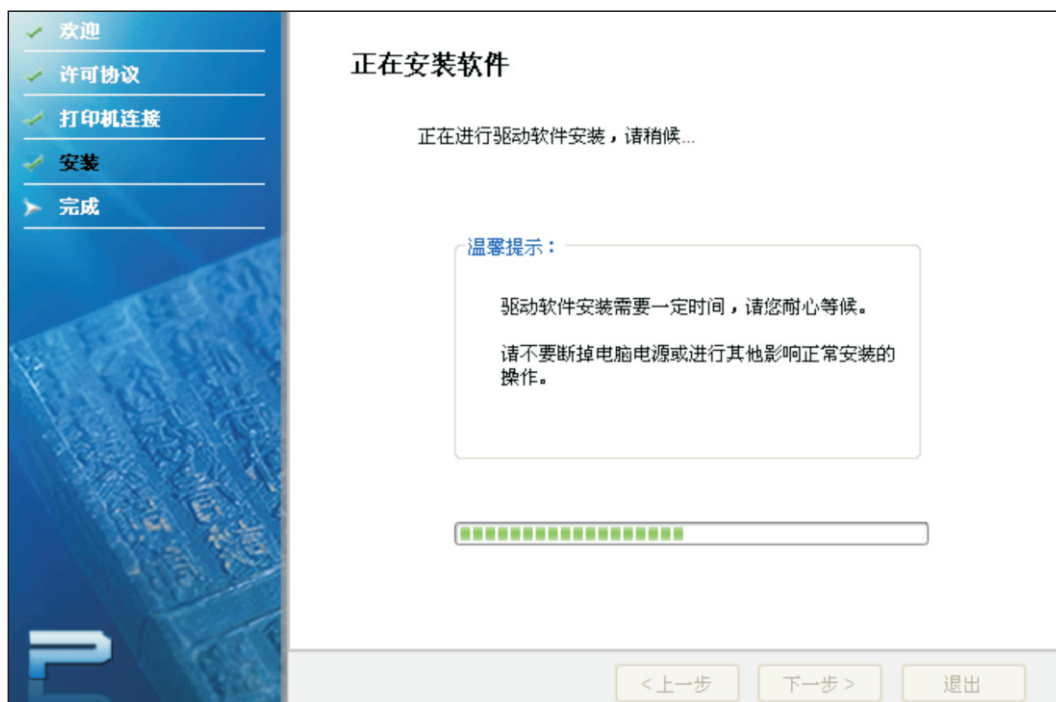 欢迎
许可协议
打印机连接
安装
完成
正在安装软件
正在进行驱动软件安装，请稍候...
温馨提示：
驱动软件安装需要一定时间，请您耐心等候。
请不要断掉电脑电源或进行其他影响正常安装的
操作。
<上一步
下一步>
退出